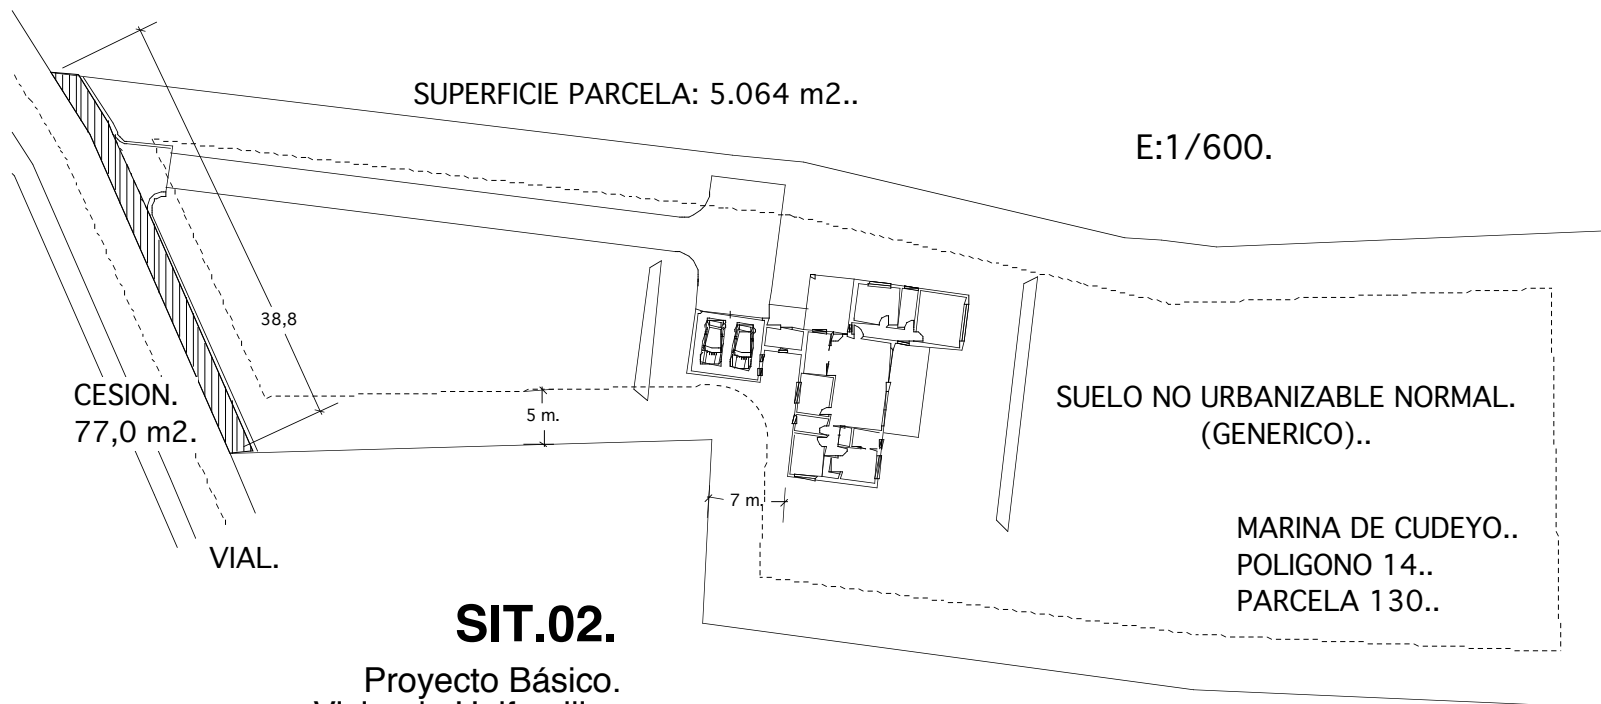 SUPERFICIE PARCELA: 5.064 m2..
E:1/600.
38,8
CESION.
77,0 m2.
5 m.
SUELO NO URBANIZABLE NORMAL.
(GENERICO)..
7 m.
MARINA DE CUDEYO..
POLIGONO 14..
PARCELA 130..
VIAL.
SIT.02.
Proyecto Básico.